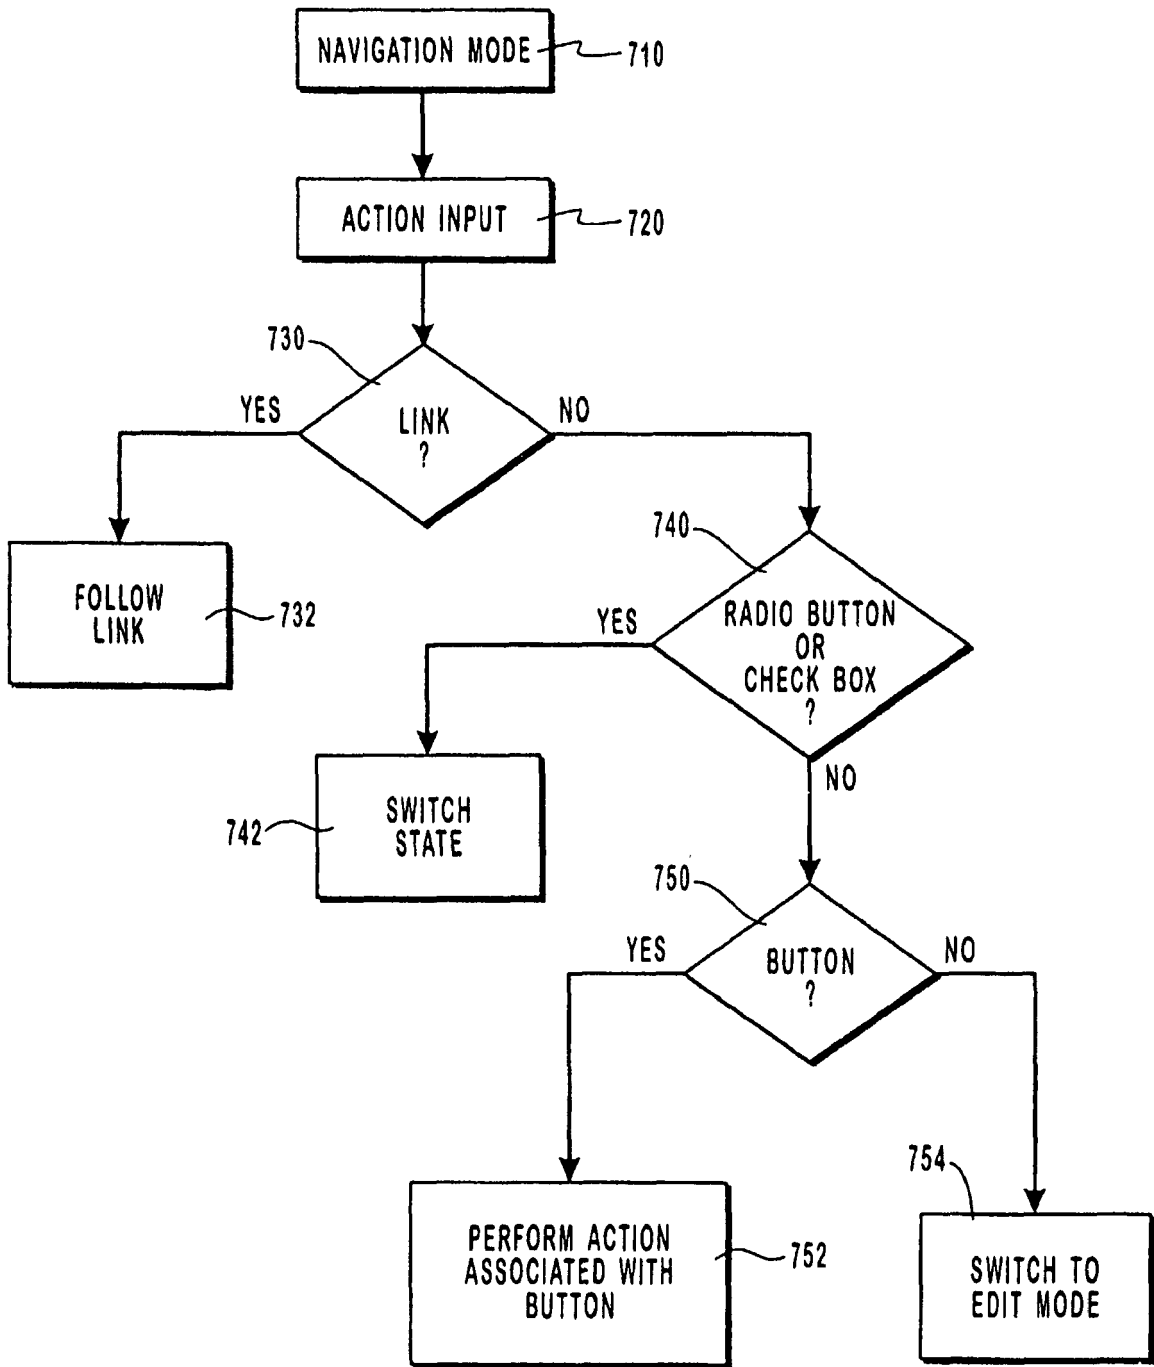 NAVIGATION MODE
710
ACTION INPUT
720
730
YES
LINK
?
NO
FOLLOW
LINK
732
740
YES
RADIO BUTTON
OR
CHECK BOX
?
NO
742
SWITCH
STATE
750
YES
BUTTON
?
NO
PERFORM ACTION
ASSOCIATED WITH
BUTTON
752
754
SWITCH TO
EDIT MODE